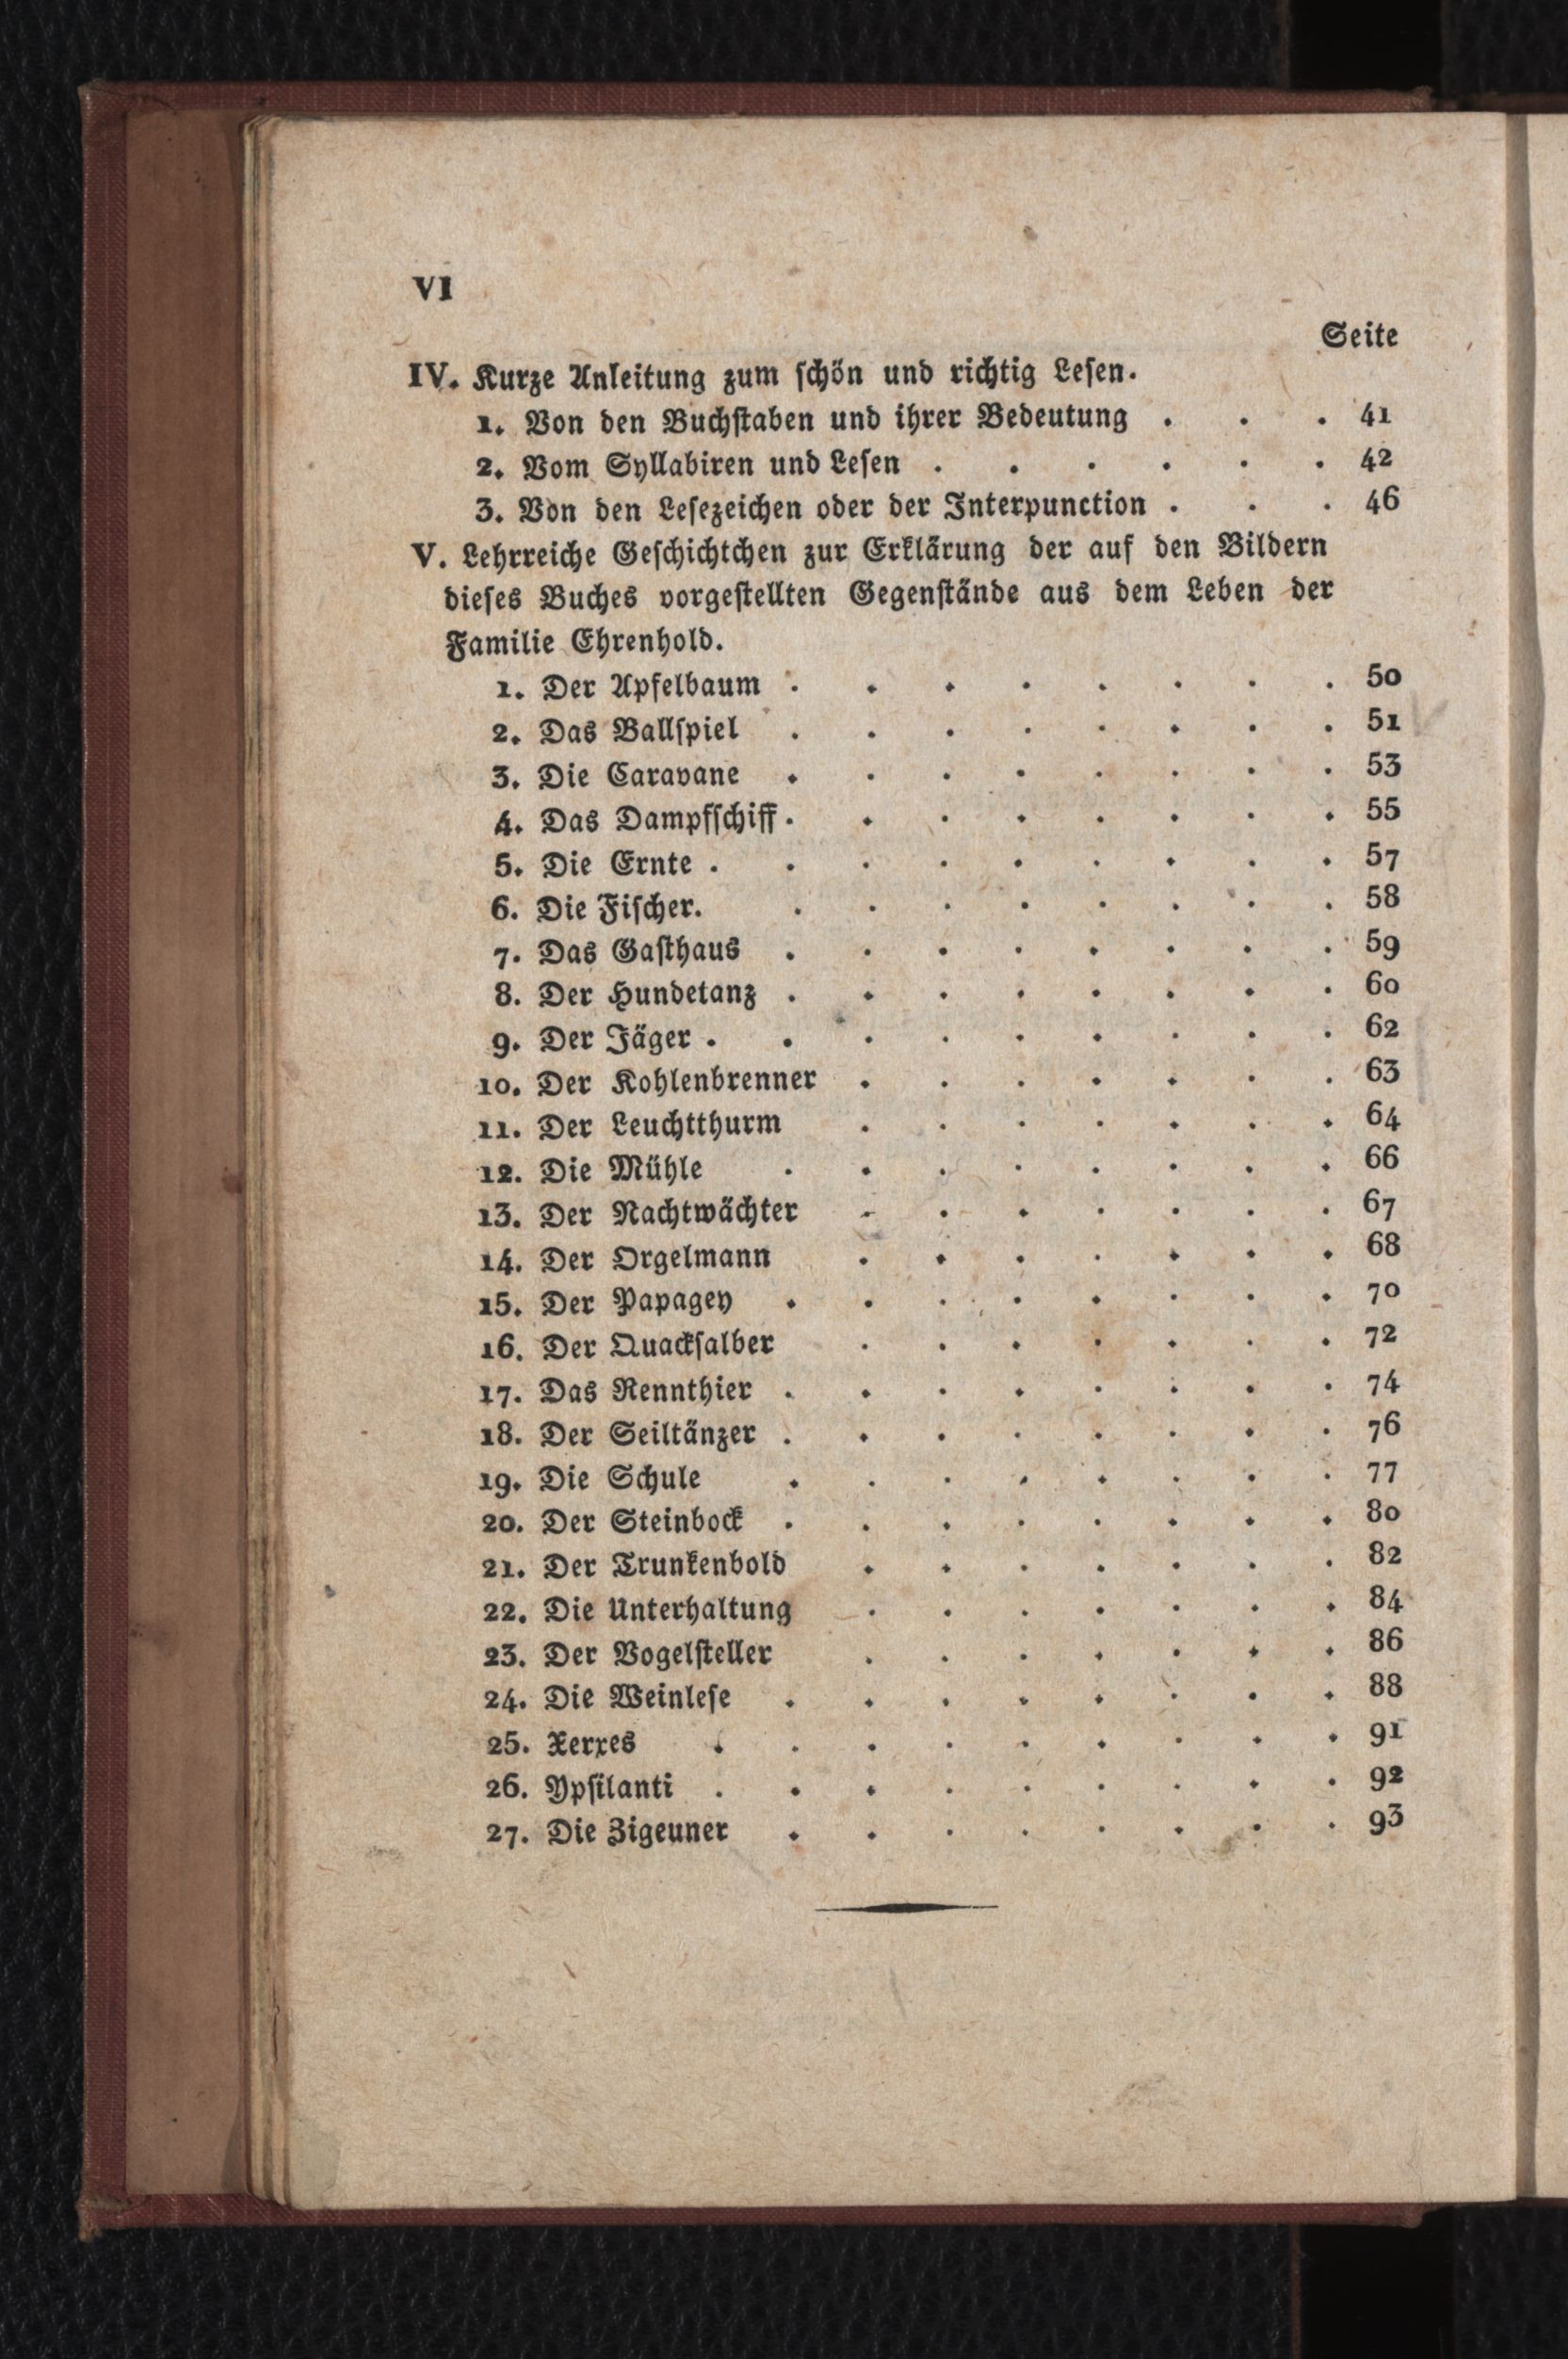 VI
Seite
IV. Kurze Anleitung zum schön und richtig Lesen.
1. Von den Buchstaben und ihrer Bedeutung . . . 41
2. Vom Syllabiren und Lesen . . . . . . 42
3. Von den Lesezeichen oder der Interpunction . . . 46
V. Lehrreiche Geschichtchen zur Erklärung der auf den Bildern
dieses Buches vorgestellten Gegenstände aus dem Leben der
Familie Ehrenhold.
1. Der Apfelbaum . . . . . . . . 50
2. Das Ballspiel . . . . . . . . 51
3. Die Caravane . . . . . . . . 53
4. Das Dampfschiff . . . . . . . . 55
5. Die Ernte . . . . . . . . . 57
6. Die Fischer. . . . . . . . . 58
7. Das Gasthaus . . . . . . . . 59
8. Der Hundetanz . . . . . . . . 60
9. Der Jäger . . . . . . . . . 62
10. Der Kohlenbrenner . . . . . . . 63
11. Der Leuchtthurm . . . . . . . 64
12. Die Mühle . . . . . . . . 66
13. Der Nachtwächter . . . . . . . 67
14. Der Orgelmann . . . . . . . 68
15. Der Papagey . . . . . . . . 70
16. Der Quacksalber . . . . . . . 72
17. Das Rennthier . . . . . . . . 74
18. Der Seiltänzer . . . . . . . . 76
19. Die Schule . . . . . . . . 77
20. Der Steinbock . . . . . . . . 80
21. Der Trunkenbold . . . . . . . 82
22. Die Unterhaltung . . . . . . . 84
23. Der Vogelsteller . . . . . . . 86
24. Die Weinlese . . . . . . . . 88
25. Xerxes . . . . . . . . . 91
26. Ypsilanti . . . . . . . . . 92
27. Die Zigeuner . . . . . . . . 93